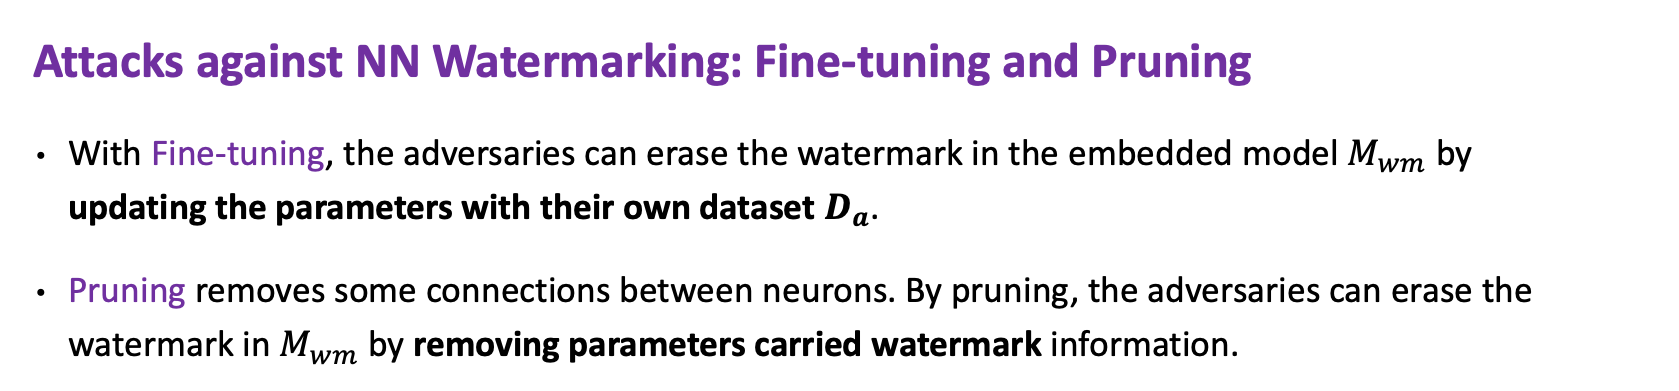 Attacks against NN Watermarking: Fine-tuning and Pruning
• With Fine-tuning, the adversaries can erase the watermark in the embedded model M_wm by
updating the parameters with their own dataset D_a.
• Pruning removes some connections between neurons. By pruning, the adversaries can erase the
watermark in M_wm by removing parameters carried watermark information.